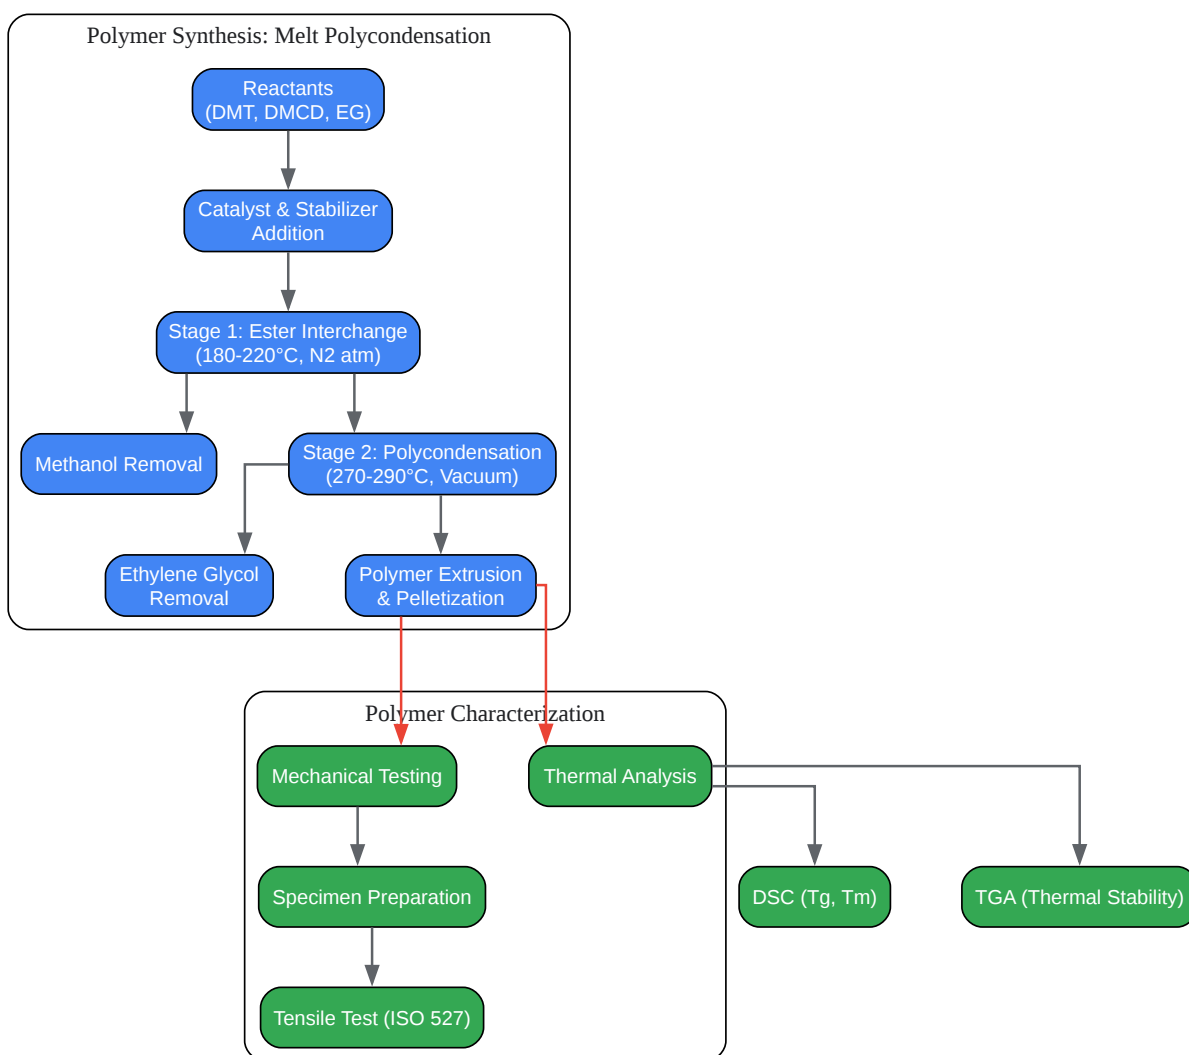 Polymer Synthesis: Melt Polycondensation
Reactants
(DMT, DMCD, EG)
Catalyst & Stabilizer
Addition
Stage 1: Ester Interchange
(180-220°C, N2 atm)
Methanol Removal
Stage 2: Polycondensation
(270-290°C, Vacuum)
Ethylene Glycol
Removal
Polymer Extrusion
& Pelletization
Polymer Characterization
Mechanical Testing
Thermal Analysis
Specimen Preparation
DSC (Tg, Tm)
TGA (Thermal Stability)
Tensile Test (ISO 527)